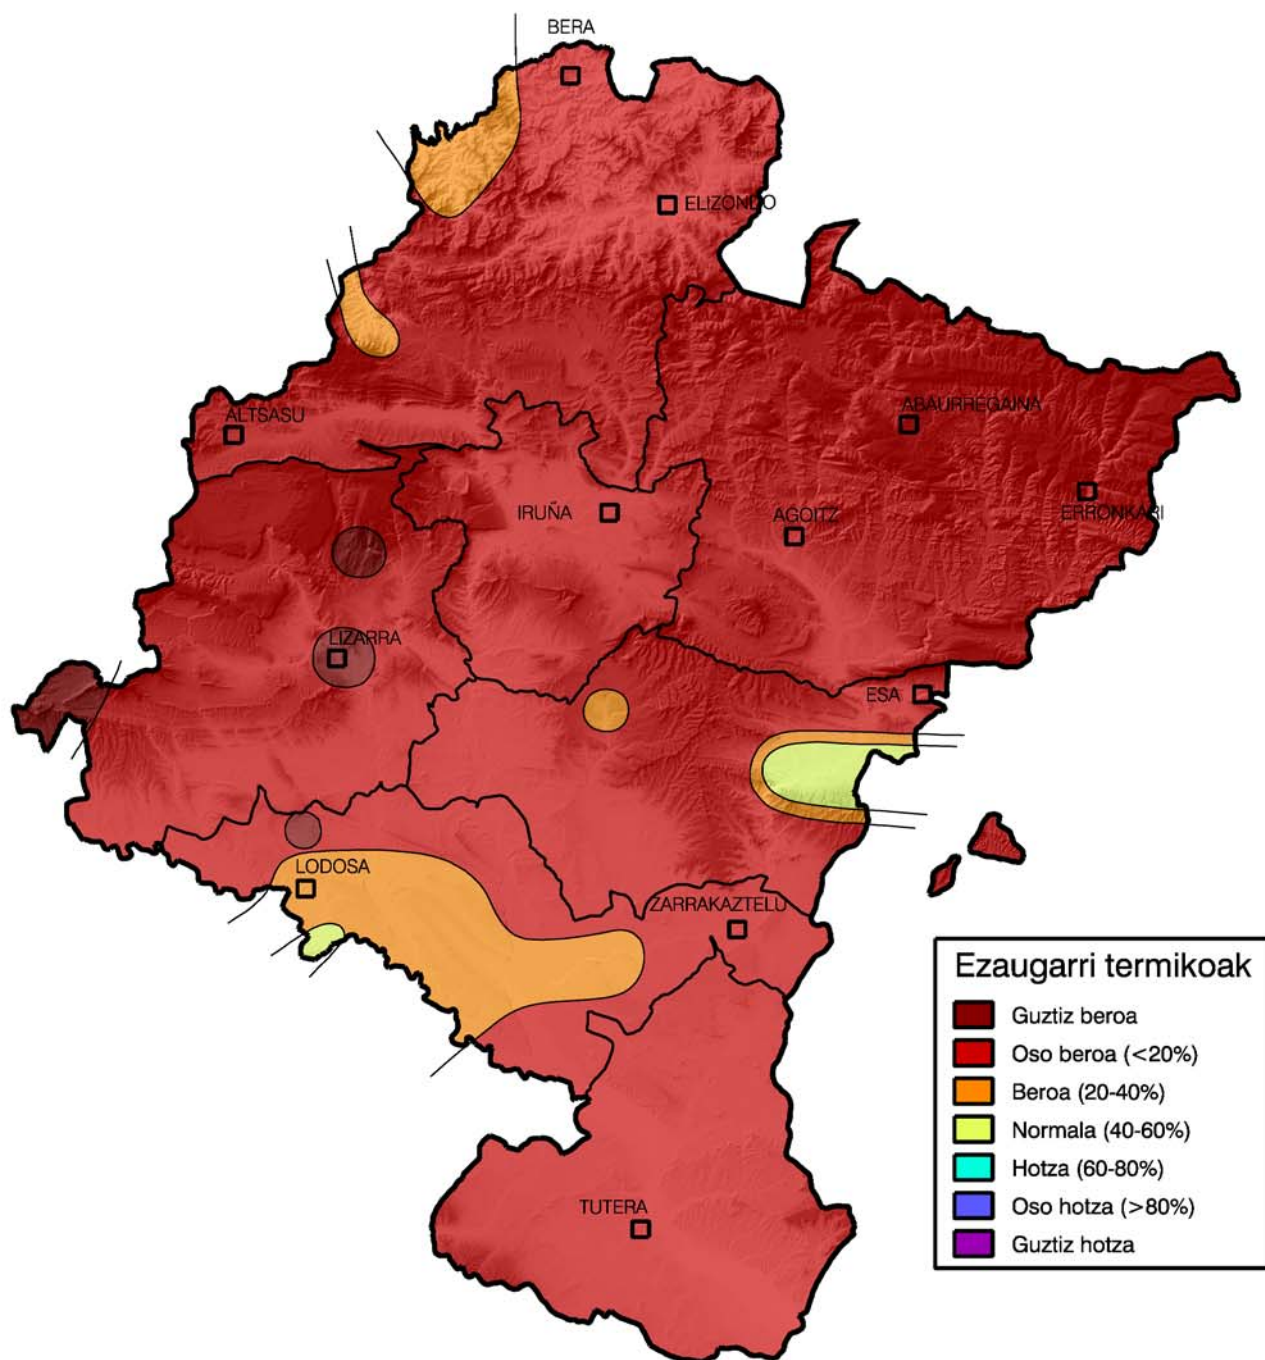 BERA
ELIZONDO
ALTSASU
ABAURREGAINA
IRUÑA
AGOITZ
ERRONKARI
LIZARRA
ESA
LODOSA
ZARRAKAZTELU
TUTERA
Ezaugarri termikoak
Guztiz beroa
Oso beroa (<20%)
Beroa (20-40%)
Normala (40-60%)
Hotza (60-80%)
Oso hotza (>80%)
Guztiz hotza